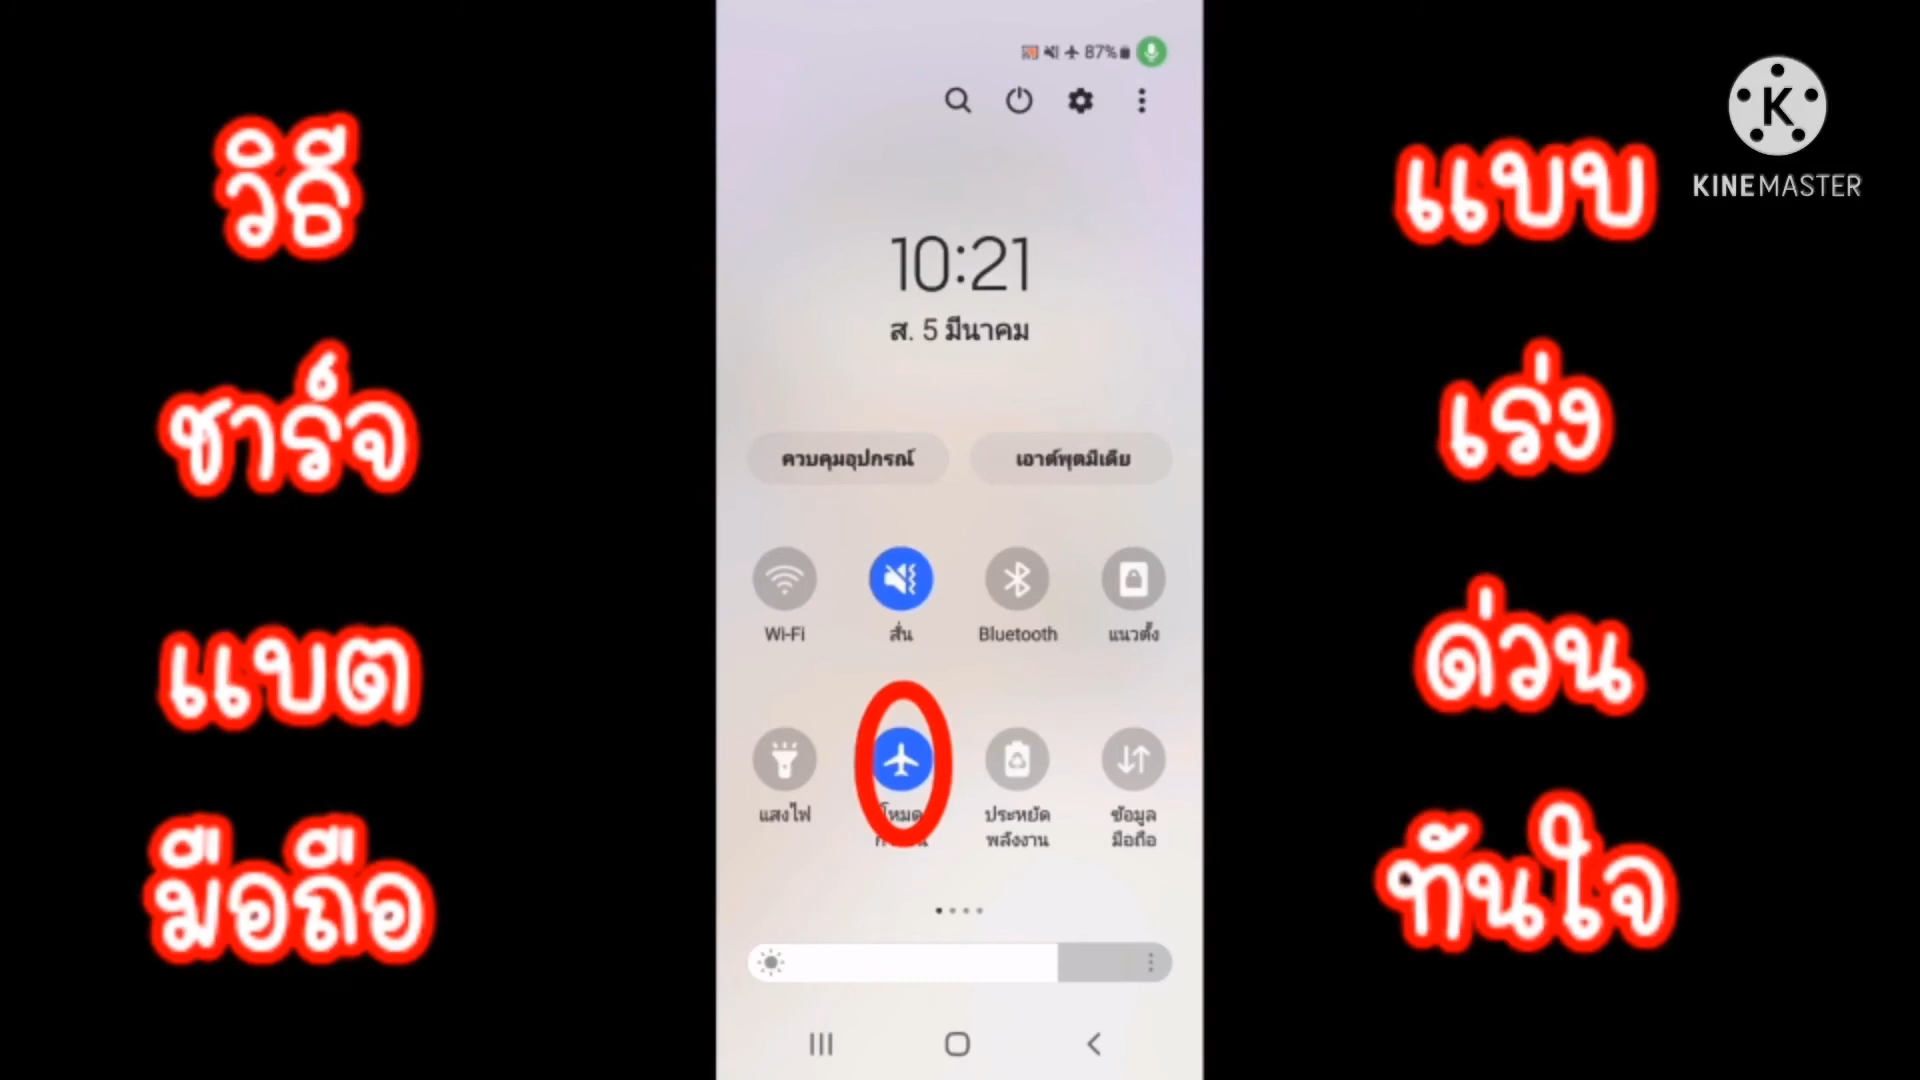 วิธี
ชาร์จ
แบต
มือถือ
87%
10:21
ส. 5 มีนาคม
ควบคุมอุปกรณ์
เอาต์พุตมีเดีย
Wi-Fi
สั่น
Bluetooth
แนวตั้ง
แสงไฟ
โหมด
ประหยัด
พลังงาน
ข้อมูล
มือถือ
แบบ
เร่ง
ด่วน
ทันใจ
K
KINEMASTER